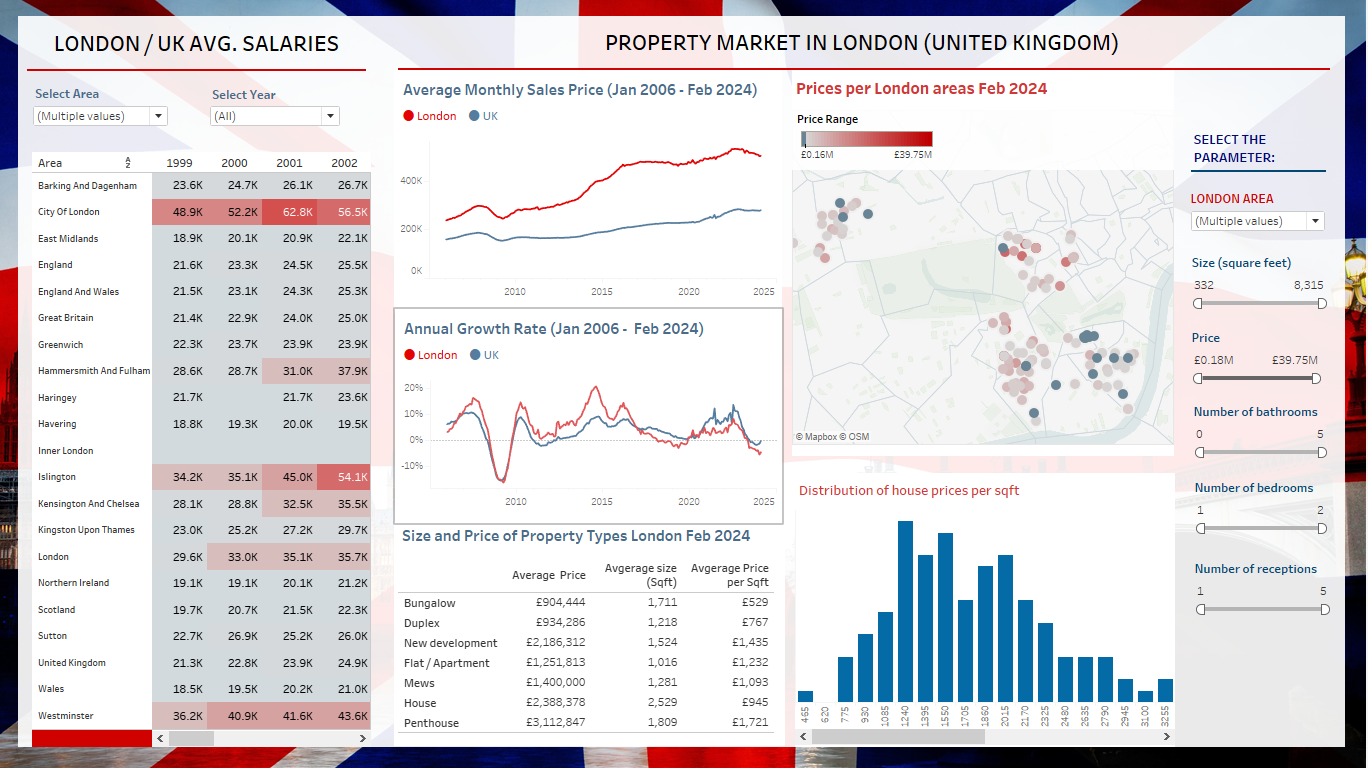 LONDON / UK AVG. SALARIES
Select Area
Select Year
(Multiple values)
(All)
Area A Z 1999 2000 2001 2002
Barking And Dagenham 23.6K 24.7K 26.1K 26.7K
City Of London 48.9K 52.2K 62.8K 56.5K
East Midlands 18.9K 20.1K 20.9K 22.1K
England 21.6K 23.3K 24.5K 25.5K
England And Wales 21.5K 23.1K 24.3K 25.3K
Great Britain 21.4K 22.9K 24.0K 25.0K
Greenwich 22.3K 23.7K 23.9K 23.9K
Hammersmith And Fulham 28.6K 28.7K 31.0K 37.9K
Haringey 21.7K 21.7K 23.6K
Havering 18.8K 19.3K 20.0K 19.5K
Inner London
Islington 34.2K 35.1K 45.0K 54.1K
Kensington And Chelsea 28.1K 28.8K 32.5K 35.5K
Kingston Upon Thames 23.0K 25.2K 27.2K 29.7K
London 29.6K 33.0K 35.1K 35.7K
Northern Ireland 19.1K 19.1K 20.1K 21.2K
Scotland 19.7K 20.7K 21.5K 22.3K
Sutton 22.7K 26.9K 25.2K 26.0K
United Kingdom 21.3K 22.8K 23.9K 24.9K
Wales 18.5K 19.5K 20.2K 21.0K
Westminster 36.2K 40.9K 41.6K 43.6K
PROPERTY MARKET IN LONDON (UNITED KINGDOM)
Average Monthly Sales Price (Jan 2006 - Feb 2024)
London UK
400K
200K
0K
2010 2015 2020 2025
Annual Growth Rate (Jan 2006 - Feb 2024)
London UK
20%
10%
0%
-10%
2010 2015 2020 2025
Size and Price of Property Types London Feb 2024
Average Price Avgerage size (Sqft) Avgerage Price per Sqft
Bungalow £904,444 1,711 £529
Duplex £934,286 1,218 £767
New development £2,186,312 1,524 £1,435
Flat / Apartment £1,251,813 1,016 £1,232
Mews £1,400,000 1,281 £1,093
House £2,388,378 2,529 £945
Penthouse £3,112,847 1,809 £1,721
Prices per London areas Feb 2024
Price Range
£0.16M £39.75M
© Mapbox © OSM
Distribution of house prices per sqft
465 620 775 930 1085 1240 1395 1550 1705 1860 2015 2170 2325 2480 2635 2790 2945 3100 3255
SELECT THE
PARAMETER:
LONDON AREA
(Multiple values)
Size (square feet)
332 8,315
Price
£0.18M £39.75M
Number of bathrooms
0 5
Number of bedrooms
1 2
Number of receptions
1 5